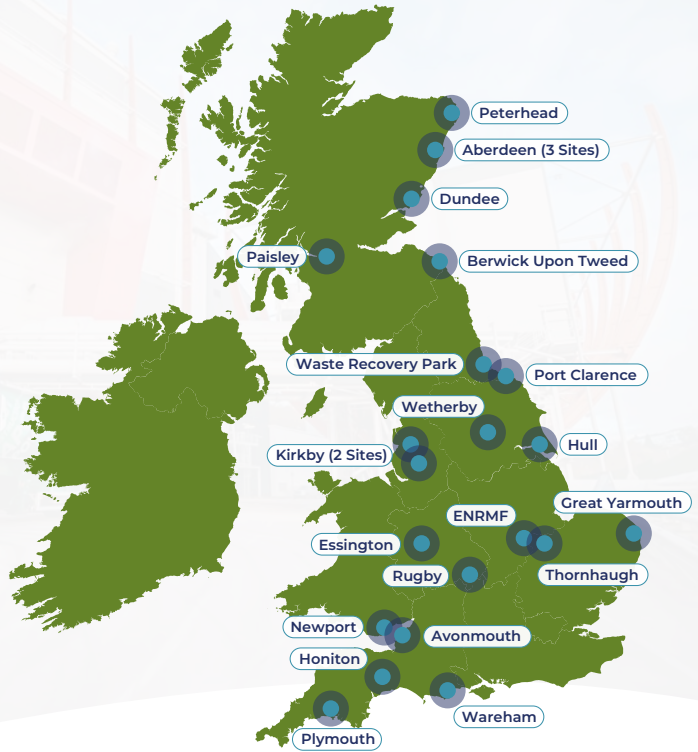 Peterhead
Aberdeen (3 Sites)
Dundee
Paisley
Berwick Upon Tweed
Waste Recovery Park
Port Clarence
Wetherby
Hull
Kirkby (2 Sites)
Great Yarmouth
ENRMF
Essington
Rugby
Thornhaugh
Newport
Avonmouth
Honiton
Wareham
Plymouth